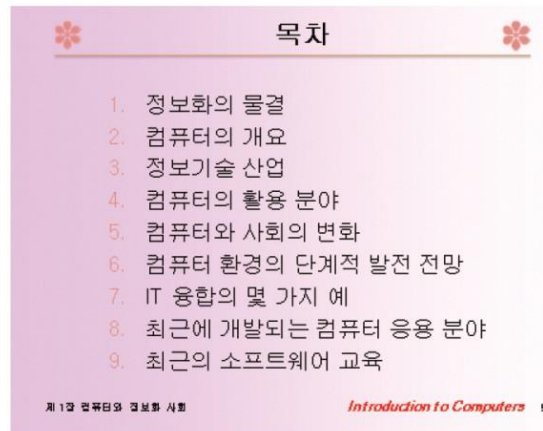 목차
1. 정보화의 물결
2. 컴퓨터의 개요
3. 정보기술 산업
4. 컴퓨터의 활용 분야
5. 컴퓨터와 사회의 변화
6. 컴퓨터 환경의 단계적 발전 전망
7. IT 융합의 몇 가지 예
8. 최근에 개발되는 컴퓨터 응용 분야
9. 최근의 소프트웨어 교육
제 1장 컴퓨터와 정보화 사회 Introduction to Computers